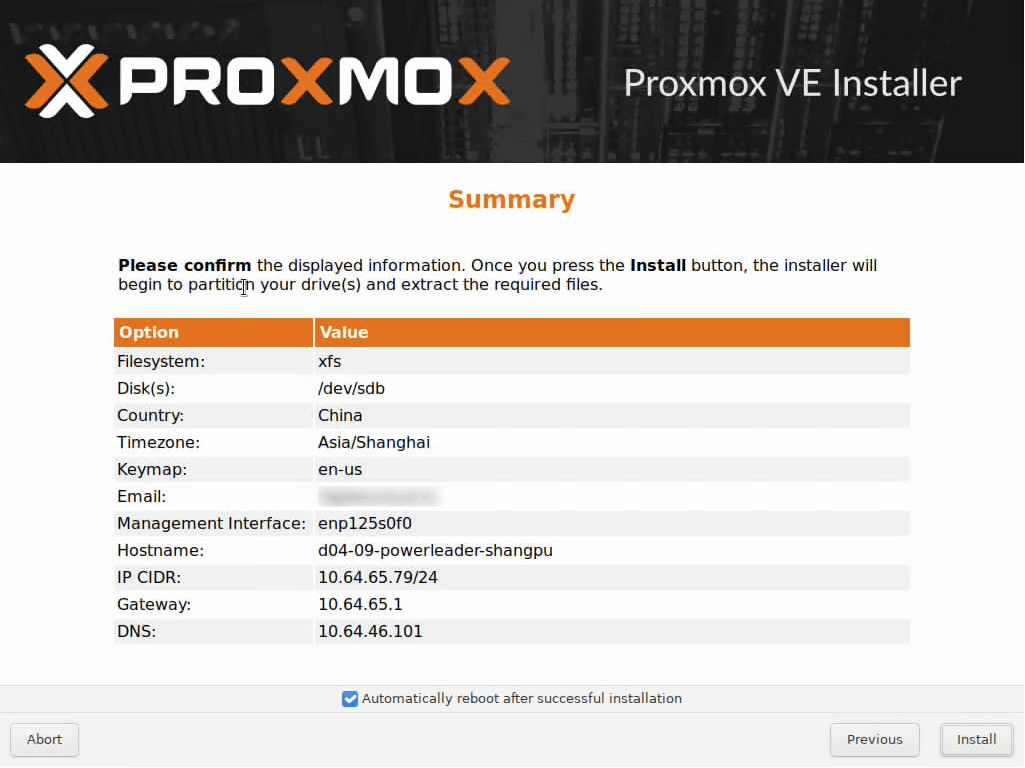 PROXMOX
Proxmox VE Installer
Summary
Please confirm the displayed information. Once you press the Install button, the installer will
begin to partition your drive(s) and extract the required files.
Option Value
Filesystem: xfs
Disk(s): /dev/sdb
Country: China
Timezone: Asia/Shanghai
Keymap: en-us
Email:
Management Interface: enp125s0f0
Hostname: d04-09-powerleader-shangpu
IP CIDR: 10.64.65.79/24
Gateway: 10.64.65.1
DNS: 10.64.46.101
Automatically reboot after successful installation
Abort Previous Install